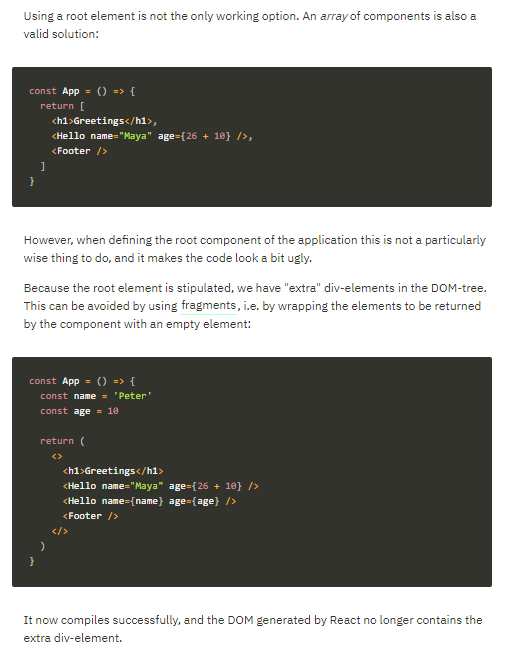 Using a root element is not the only working option. An array of components is also a
valid solution:
const App = () => {
  return [
    <h1>Greetings</h1>,
    <Hello name="Maya" age={26 + 10} />,
    <Footer />
  ]
}
However, when defining the root component of the application this is not a particularly
wise thing to do, and it makes the code look a bit ugly.
Because the root element is stipulated, we have "extra" div-elements in the DOM-tree.
This can be avoided by using fragments, i.e. by wrapping the elements to be returned
by the component with an empty element:
const App = () => {
  const name = 'Peter'
  const age = 10
  return (
    <>
      <h1>Greetings</h1>
      <Hello name="Maya" age={26 + 10} />
      <Hello name={name} age={age} />
      <Footer />
    </>
  )
}
It now compiles successfully, and the DOM generated by React no longer contains the
extra div-element.